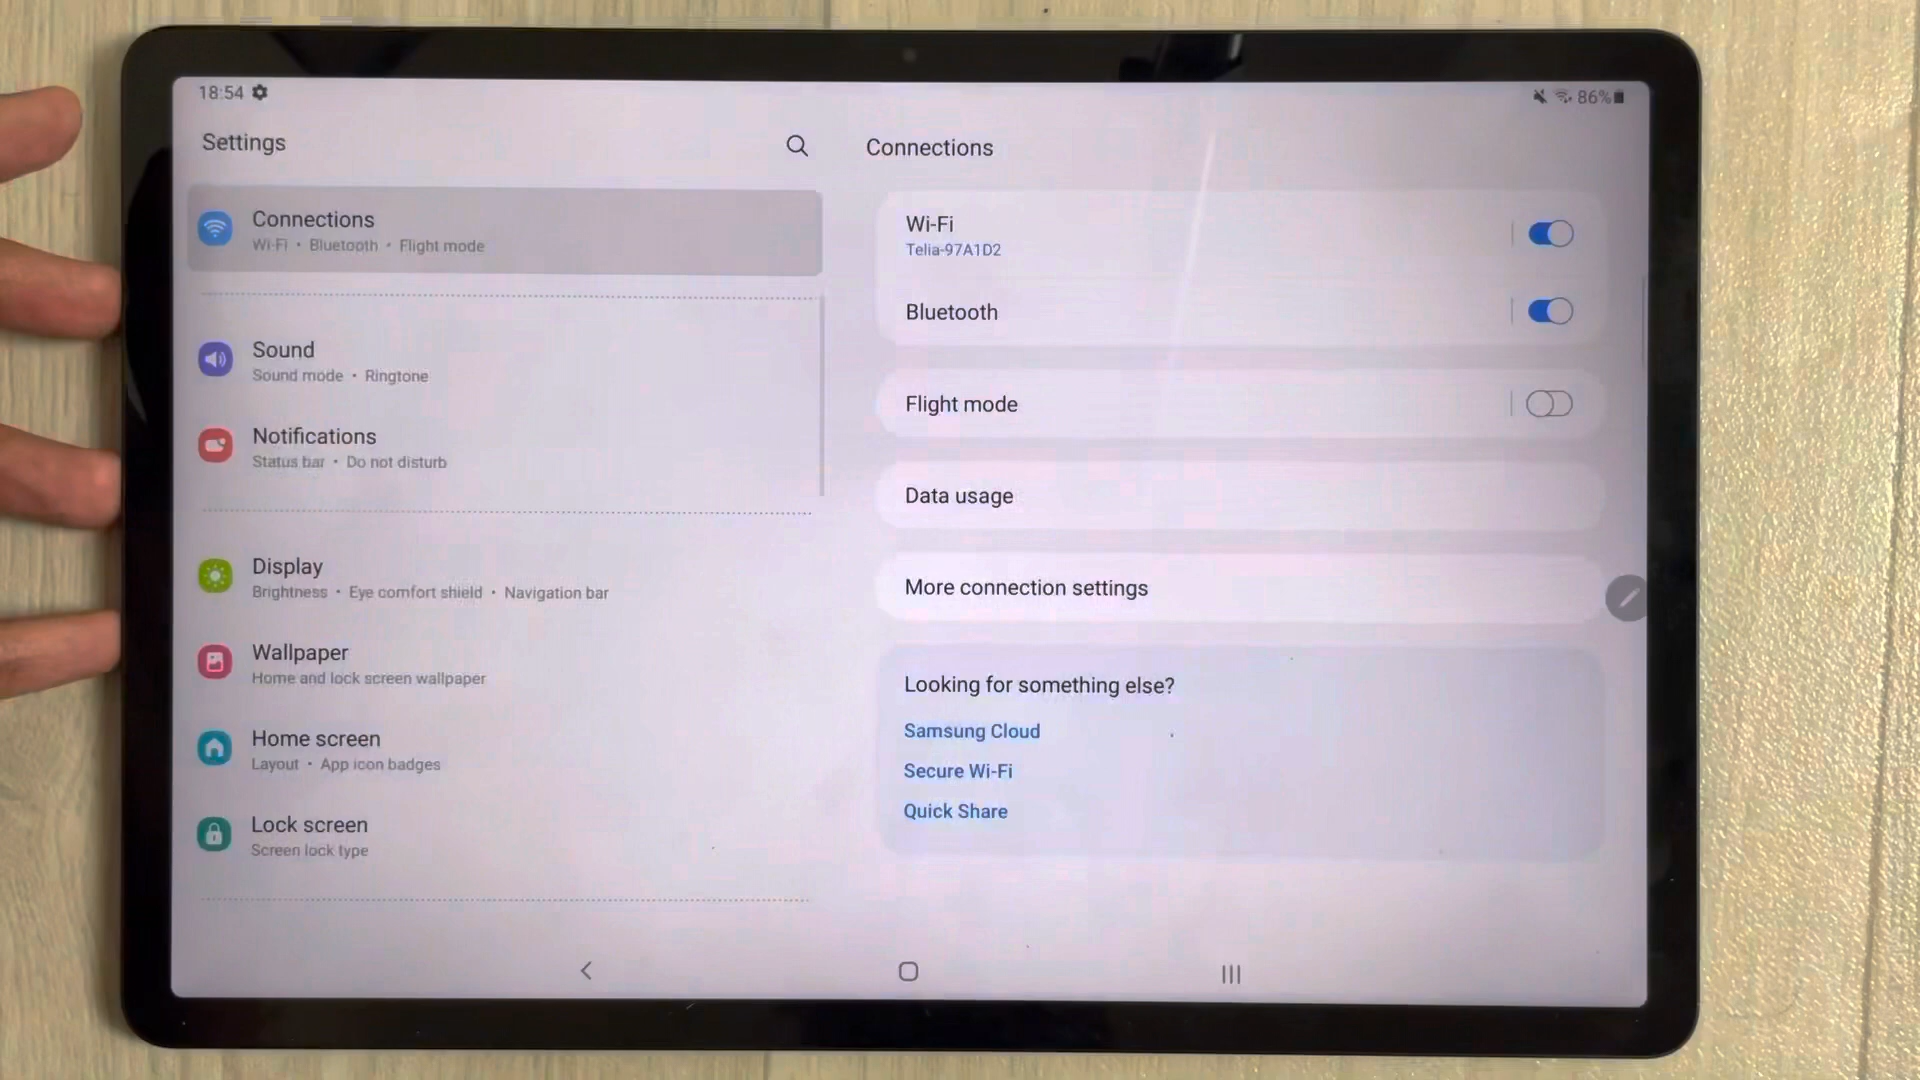 18:54
86%
Settings
Connections
Wi-Fi • Bluetooth • Flight mode
Sound
Sound mode • Ringtone
Notifications
Status bar • Do not disturb
Display
Brightness • Eye comfort shield • Navigation bar
Wallpaper
Home and lock screen wallpaper
Home screen
Layout • App icon badges
Lock screen
Screen lock type
Connections
Wi-Fi
Telia-97A1D2
Bluetooth
Flight mode
Data usage
More connection settings
Looking for something else?
Samsung Cloud
Secure Wi-Fi
Quick Share